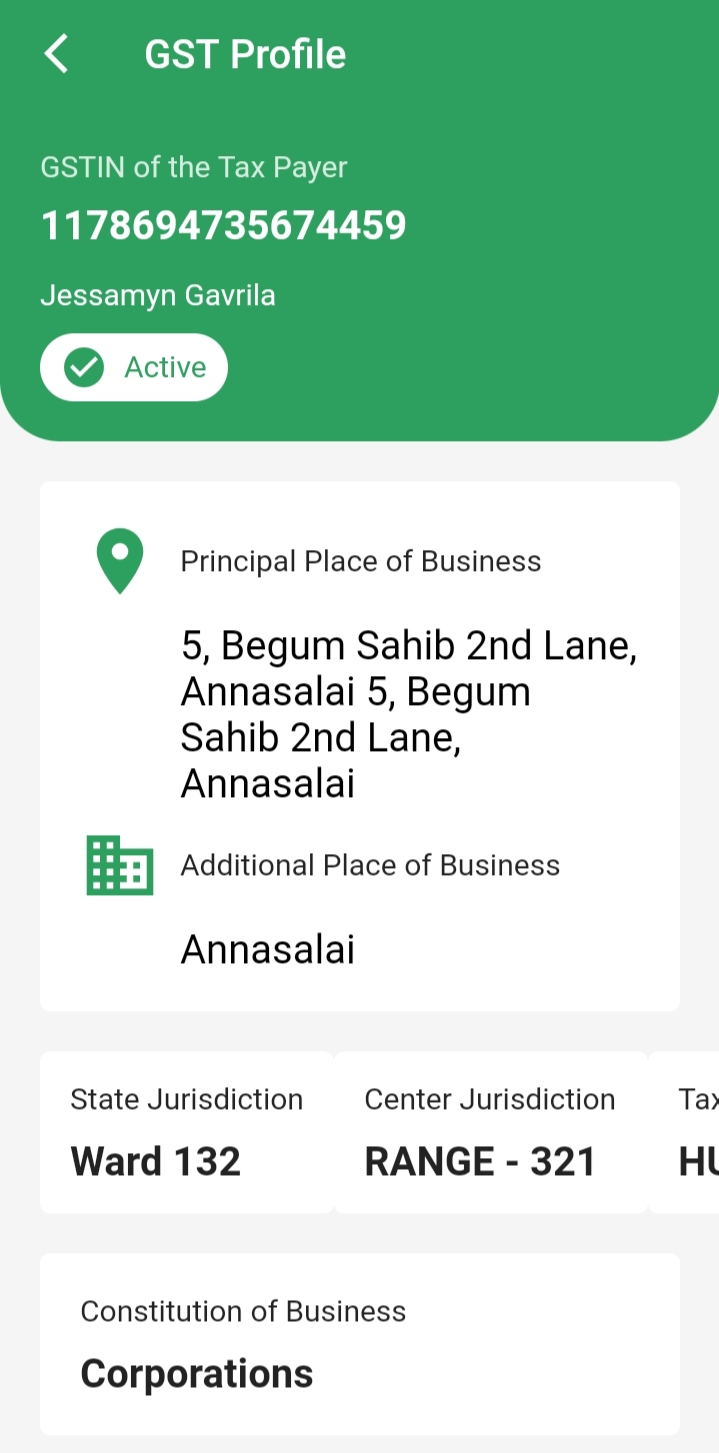 GST Profile
GSTIN of the Tax Payer
1178694735674459
Jessamyn Gavrila
Active
Principal Place of Business
5, Begum Sahib 2nd Lane,
Annasalai 5, Begum
Sahib 2nd Lane,
Annasalai
Additional Place of Business
Annasalai
State Jurisdiction
Ward 132
Center Jurisdiction
RANGE - 321
Constitution of Business
Corporations